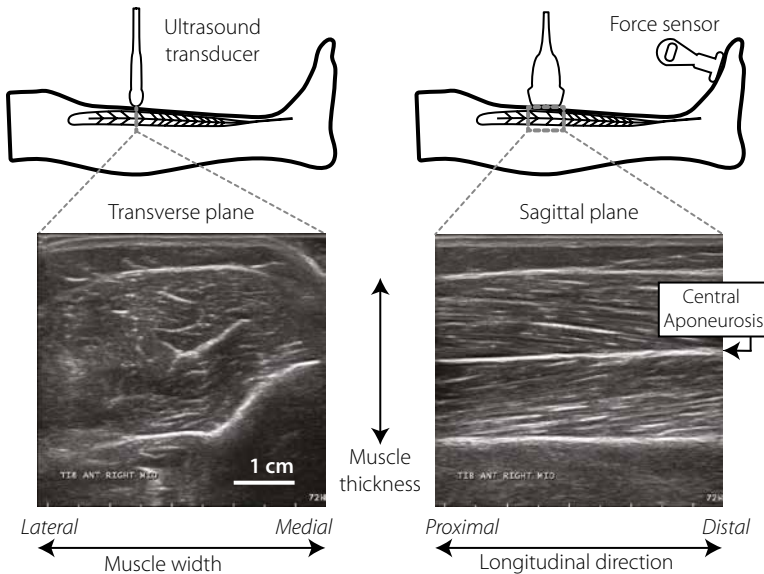 Ultrasound
transducer
Force sensor
Transverse plane
Sagittal plane
Central
Aponeurosis
1 cm
TIB ANT RIGHT MID
TIB ANT RIGHT MID
Muscle
thickness
Lateral
Medial
Proximal
Distal
Muscle width
Longitudinal direction